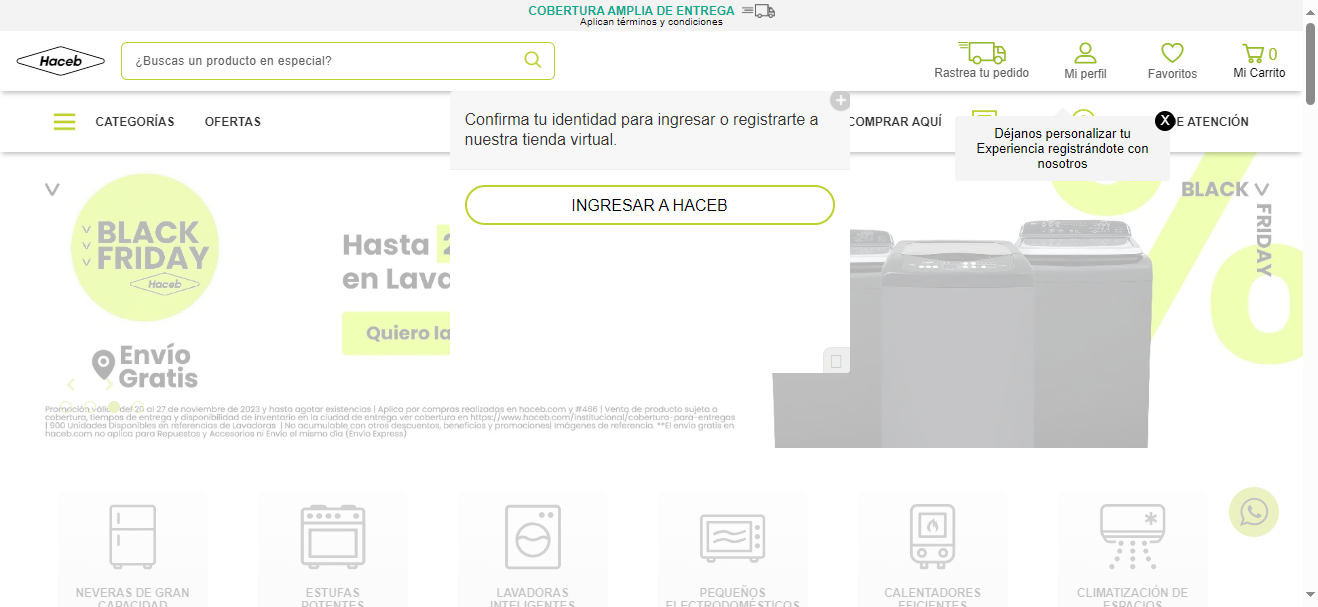 COBERTURA AMPLIA DE ENTREGA
Aplican términos y condiciones
Haceb
¿Buscas un producto en especial?
Rastrea tu pedido
Mi perfil
Favoritos
0
Mi Carrito
CATEGORÍAS
OFERTAS
COMPRAR AQUÍ
E ATENCIÓN
Confirma tu identidad para ingresar o registrarte a
nuestra tienda virtual.
INGRESAR A HACEB
X
Déjanos personalizar tu
Experiencia registrándote con
nosotros
BLACK
FRIDAY
Haceb
Envío
Gratis
Hasta 2
en Lava
Quiero la
BLACK
FRIDAY
%
Promoción válida del 20 al 27 de noviembre de 2023 y hasta agotar existencias | Aplica por compras realizadas en haceb.com y #466 | Venta de producto sujeta a
cobertura, tiempos de entrega y disponibilidad de inventario en la ciudad de entrega ver cobertura en https://www.haceb.com/institucional/cobertura-para-entregas
| 900 Unidades Disponibles en referencias de Lavadoras | No acumulable con otros descuentos, beneficios y promociones| Imágenes de referencia. **El envío gratis en
haceb.com no aplica para Repuestos y Accesorios ni Envío el mismo día (Envío Express)
NEVERAS DE GRAN
CAPACIDAD
ESTUFAS
POTENTES
LAVADORAS
INTELIGENTES
PEQUEÑOS
ELECTRODOMÉSTICOS
CALENTADORES
EFICIENTES
CLIMATIZACIÓN DE
ESPACIOS